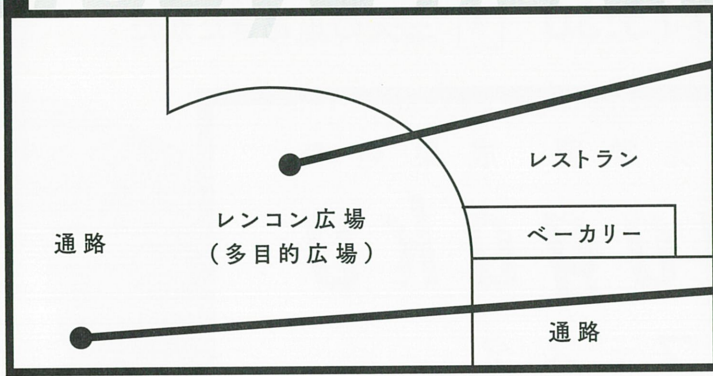 レストラン
レンコン広場
（多目的広場）
ベーカリー
通路
通路